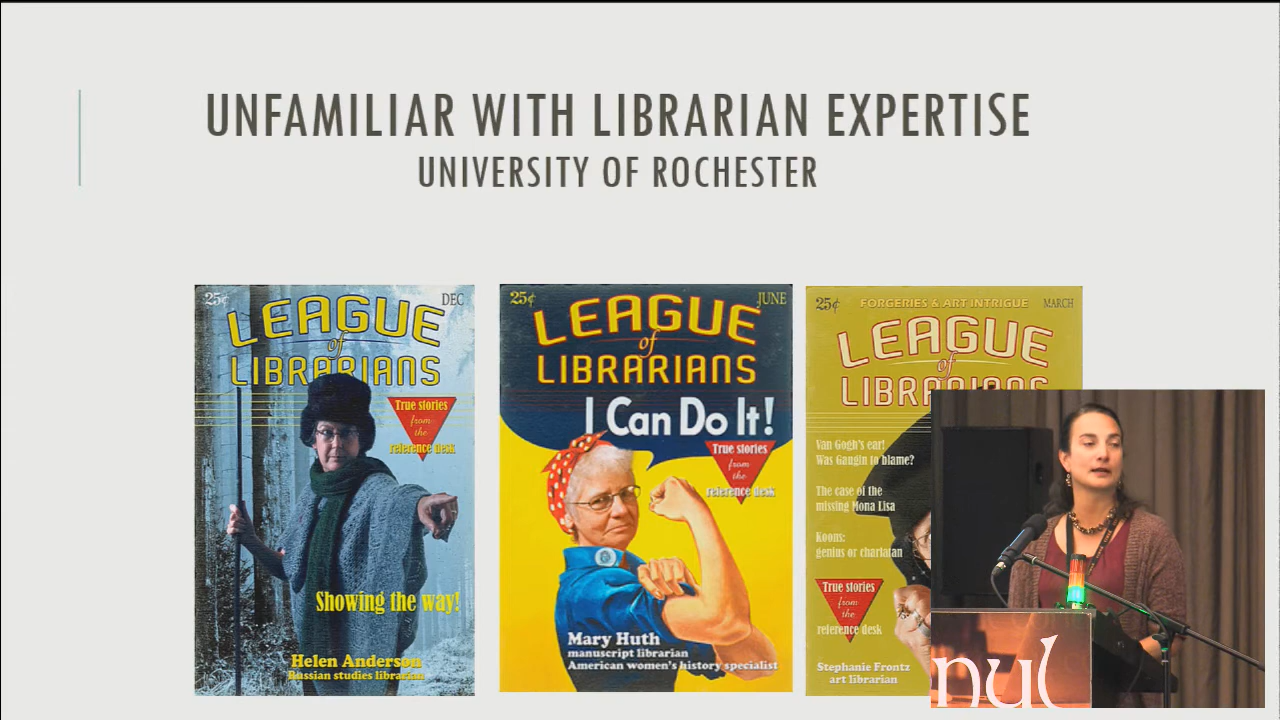 UNFAMILIAR WITH LIBRARIAN EXPERTISE
UNIVERSITY OF ROCHESTER
25¢
DEC
LEAGUE
of
LIBRARIANS
True stories
from
the
reference desk
Showing the way!
Helen Anderson
Russian studies librarian
25¢
JUNE
LEAGUE
of
LIBRARIANS
I Can Do It!
True stories
from
the
reference desk
Mary Huth
manuscript librarian
American women's history specialist
25¢
FORGERIES & ART INTRIGUE
MARCH
LEAGUE
of
LIBRARIANS
Van Gogh's ear!
Was Gaugin to blame?
The case of the
missing Mona Lisa
Koons:
genius or charlatan
True stories
from
the
reference desk
Stephanie Frontz
art librarian
nul